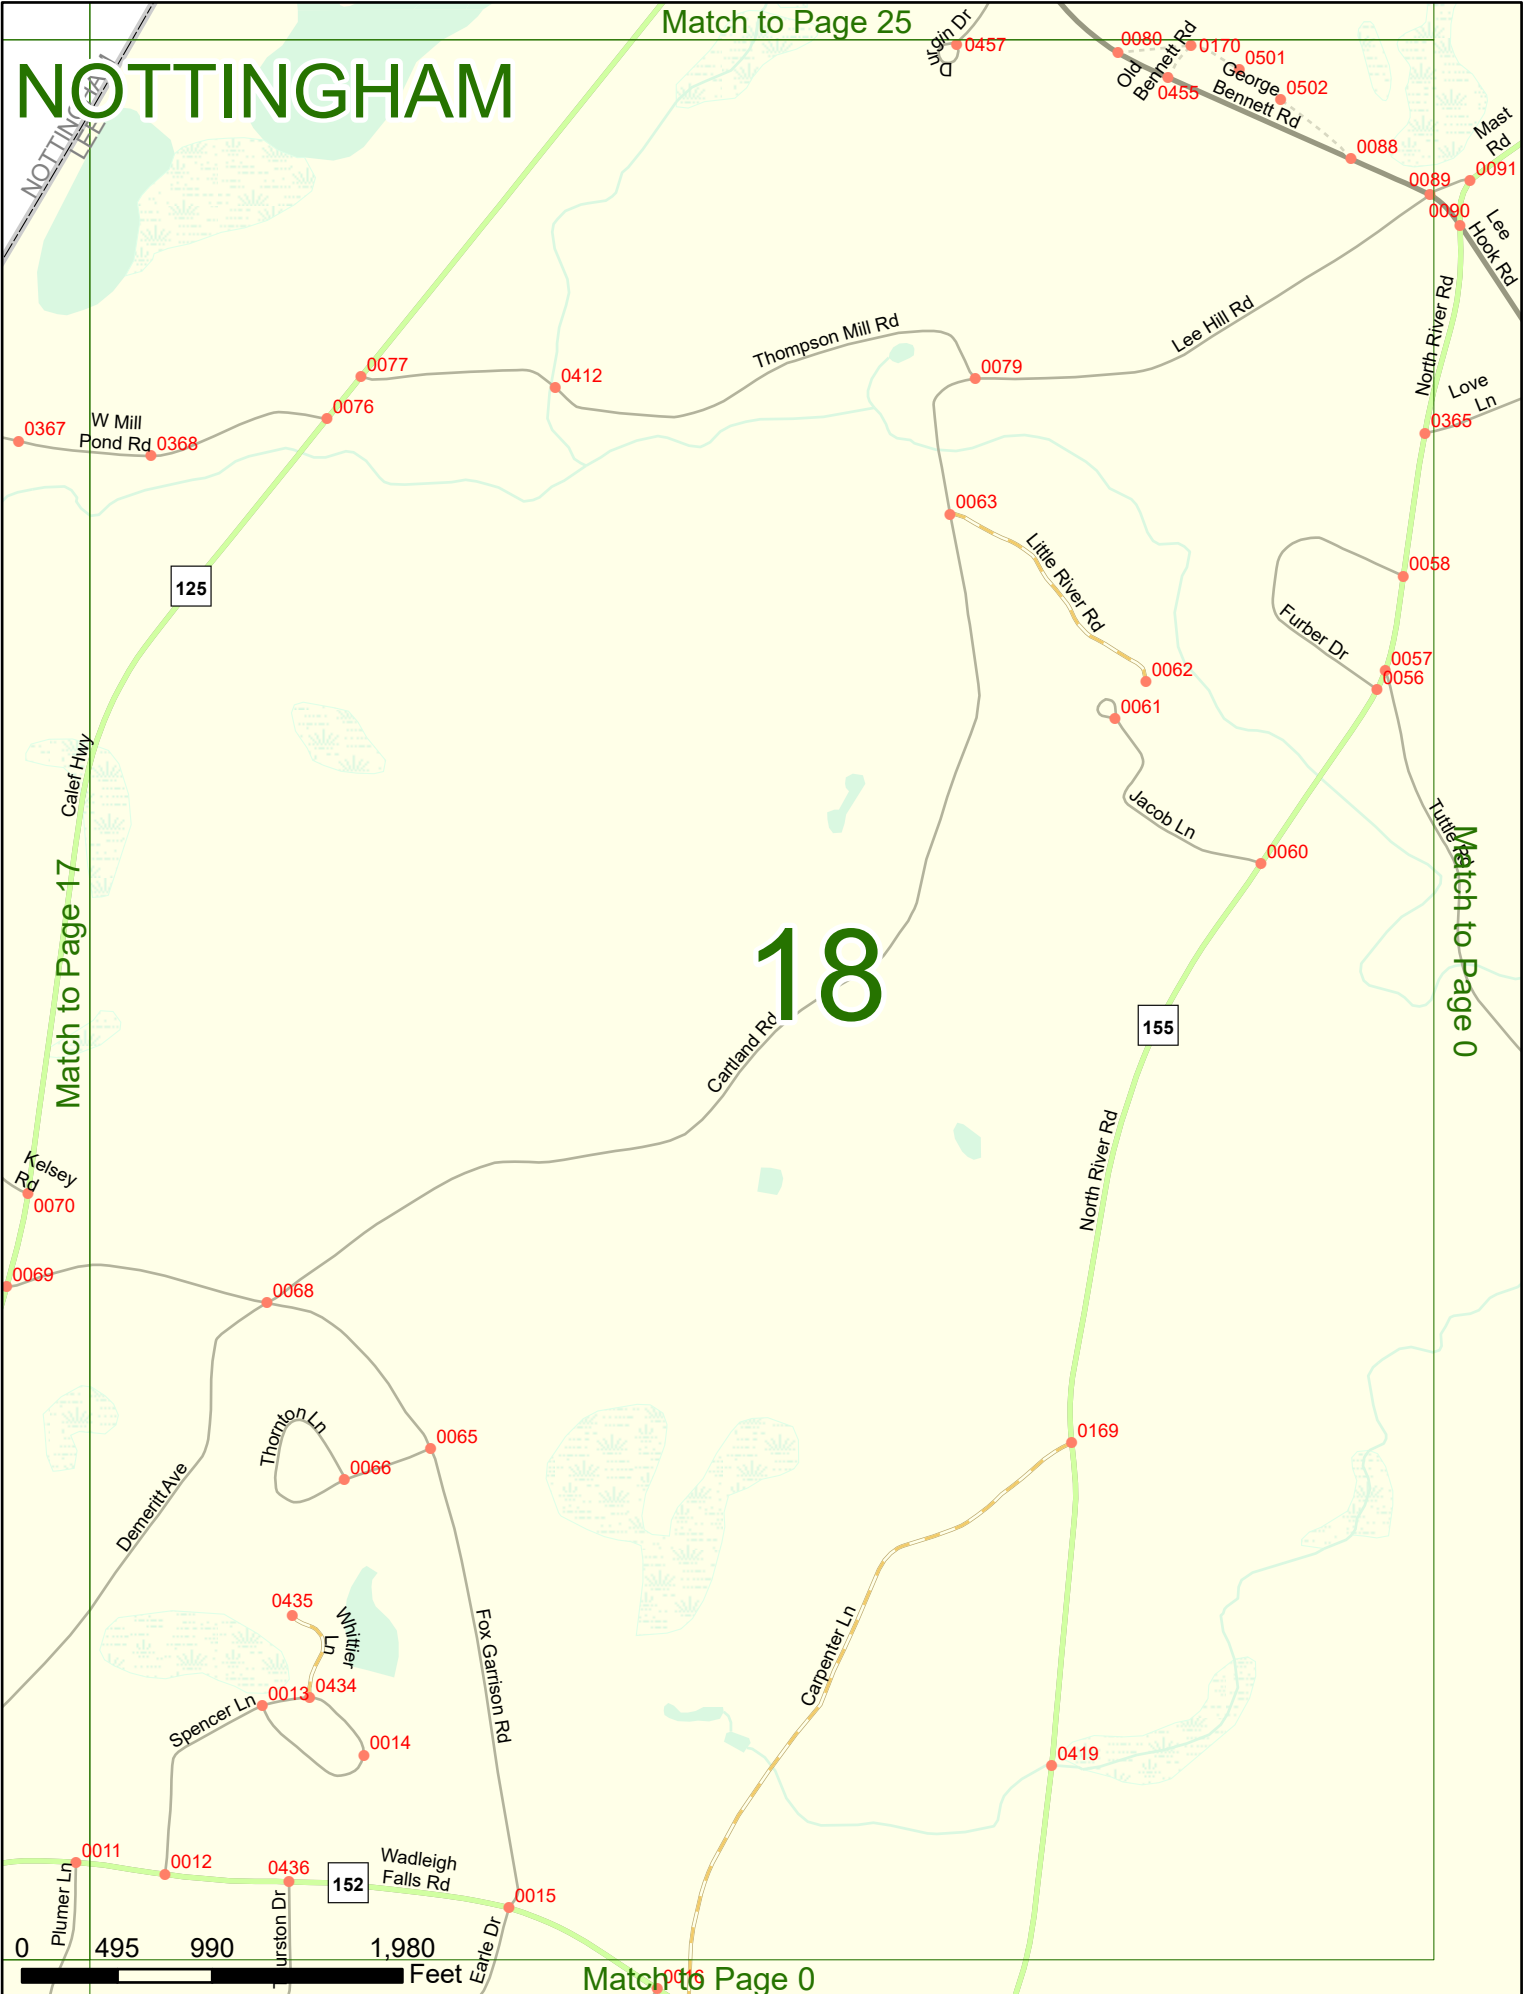 Match to Page 25
NOTTINGHAM
NOTTINGHAM
LEE
0457
0080
Old
Bennett Rd
0170
0501
George
Bennett Rd
0502
0455
0088
Mast
Rd
0089
0091
0090
Lee
Hook Rd
North River Rd
Thompson Mill Rd
Lee Hill Rd
0077
0412
0079
0076
Love
Ln
0367
W Mill
Pond Rd
0368
0365
0063
Little River Rd
125
0058
Furber Dr
0057
0056
0062
0061
Calef Hwy
Jacob Ln
Tuttle Rd
0060
Match to Page 17
Match to Page 0
18
155
Cartland Rd
North River Rd
Kelsey
Rd
0070
0069
0068
Thornton Ln
0065
0066
0169
Demeritt Ave
0435
Whittier
Ln
Fox Garrison Rd
Carpenter Ln
0434
0013
Spencer Ln
0014
0419
0011
0012
0436
152
Wadleigh
Falls Rd
0015
Plumer Ln
Earle Dr
0
495
990
1,980
Feet
0016
Match to Page 0